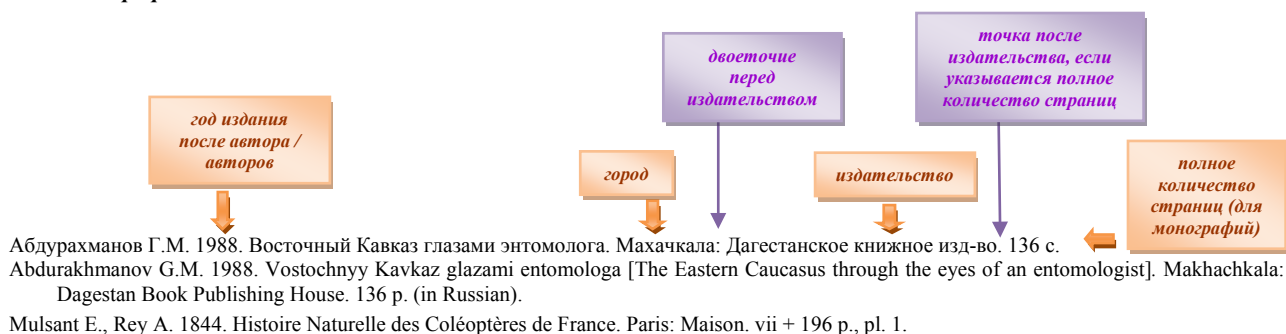 двоеточие
перед
издательством
точка после
издательства, если
указывается полное
количество страниц
год издания
после автора /
авторов
город
издательство
полное
количество
страниц (для
монографий)
Абдурахманов Г.М. 1988. Восточный Кавказ глазами энтомолога. Махачкала: Дагестанское книжное изд-во. 136 с.
Abdurakhmanov G.M. 1988. Vostochnyy Kavkaz glazami entomologa [The Eastern Caucasus through the eyes of an entomologist]. Makhachkala:
Dagestan Book Publishing House. 136 p. (in Russian).
Mulsant E., Rey A. 1844. Histoire Naturelle des Coléoptères de France. Paris: Maison. vii + 196 p., pl. 1.